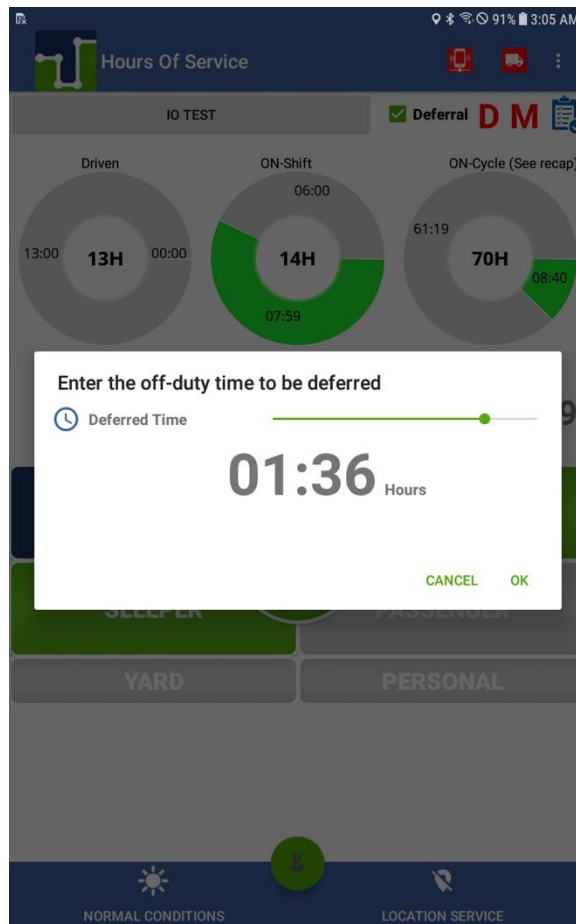 91% 3:05 AM
Hours Of Service
IO TEST
Deferral D M
Driven
ON-Shift
ON-Cycle (See recap)
13:00
13H
00:00
06:00
14H
07:59
61:19
70H
08:40
Enter the off-duty time to be deferred
9
Deferred Time
01:36 Hours
CANCEL
OK
SLEEPER
PASSENGER
YARD
PERSONAL
NORMAL CONDITIONS
LOCATION SERVICE